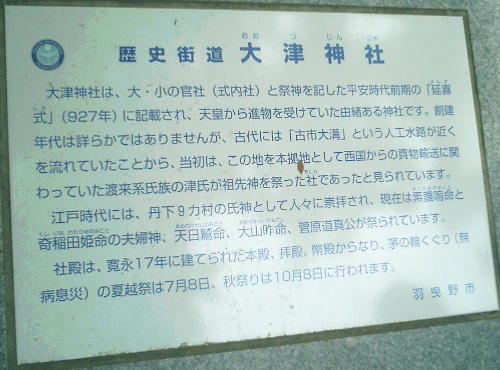 歴史街道 大津神社
おお つ じん じゃ
大津神社は、大・小の官社（式内社）と祭神を記した平安時代前期の「延喜
式」（927年）に記載され、天皇から進物を受けていた由緒ある神社です。創建
年代は詳らかではありませんが、古代には「古市大溝」という人工水路が近く
を流れていたことから、当初は、この地を本拠地として西国からの貢物輸送に関
わっていた渡来系氏族の津氏が祖先神を祭った社であったと見られています。
江戸時代には、丹下9カ村の氏神として人々に崇拝され、現在は素盞嗚命と
奇稲田姫命の夫婦神、天日鷲命、大山咋命、菅原道真公が祭られています。
社殿は、寛永17年に建てられた本殿、拝殿、幣殿からなり、茅の輪くぐり（無
病息災）の夏越祭は7月8日、秋祭りは10月8日に行われます。
羽曳野市